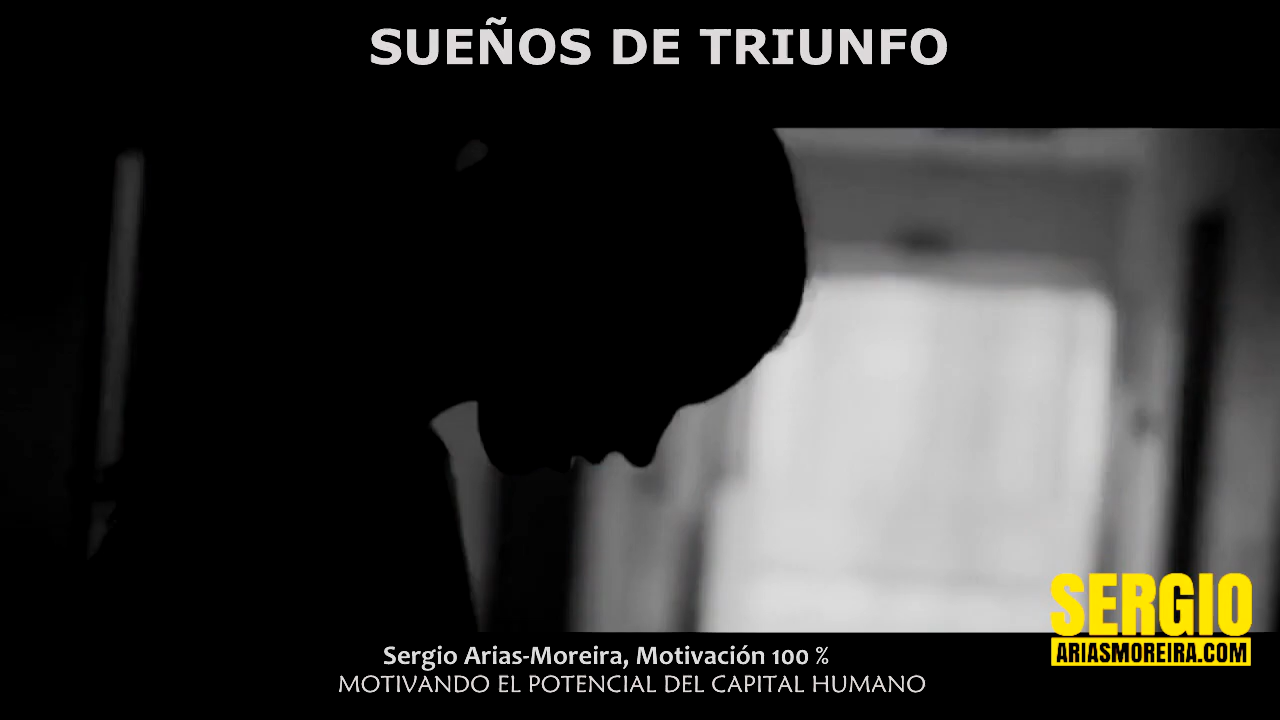 SUEÑOS DE TRIUNFO
SERGIO
ARIASMOREIRA.COM
Sergio Arias-Moreira, Motivación 100 %
MOTIVANDO EL POTENCIAL DEL CAPITAL HUMANO